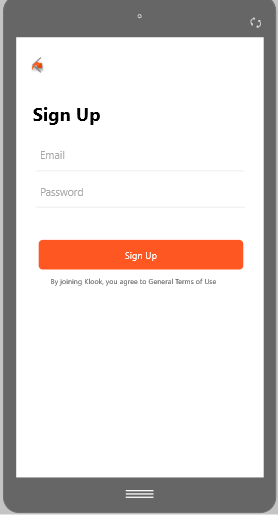 Sign Up
Email
Password
Sign Up
By joining Klook, you agree to General Terms of Use